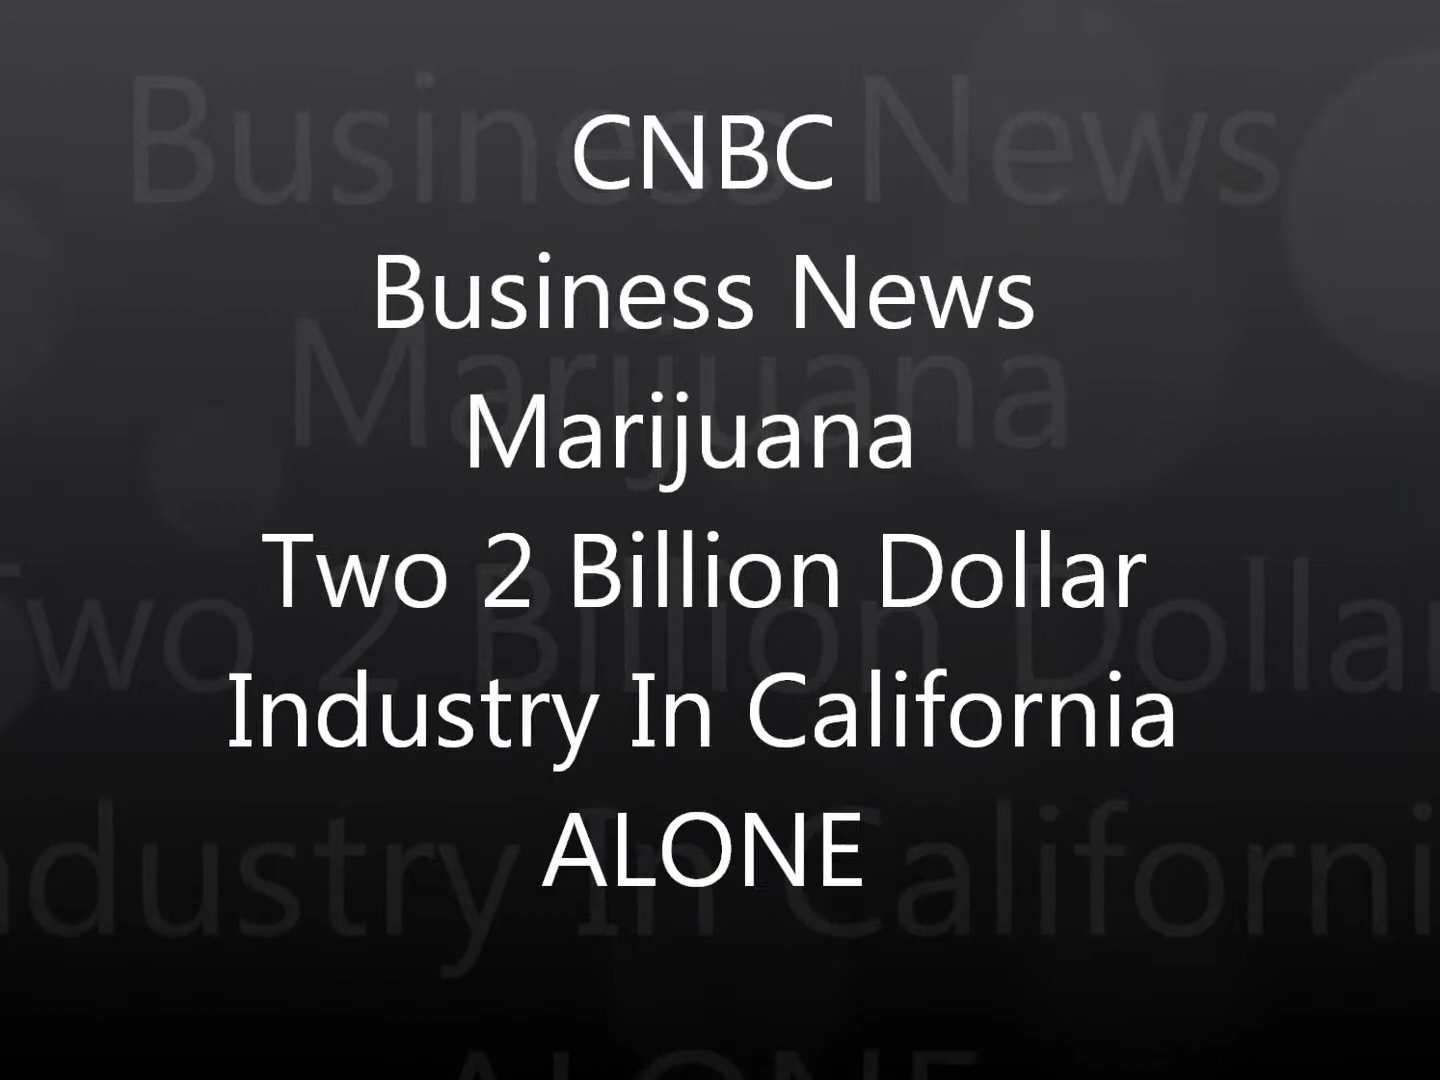 CNBC
Business News
Marijuana
Two 2 Billion Dollar
Industry In California
ALONE